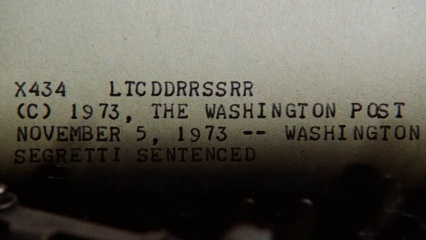 X434 LTCDDRRSSRR
(C) 1973, THE WASHINGTON POST
NOVEMBER 5, 1973 -- WASHINGTON
SEGRETTI SENTENCED